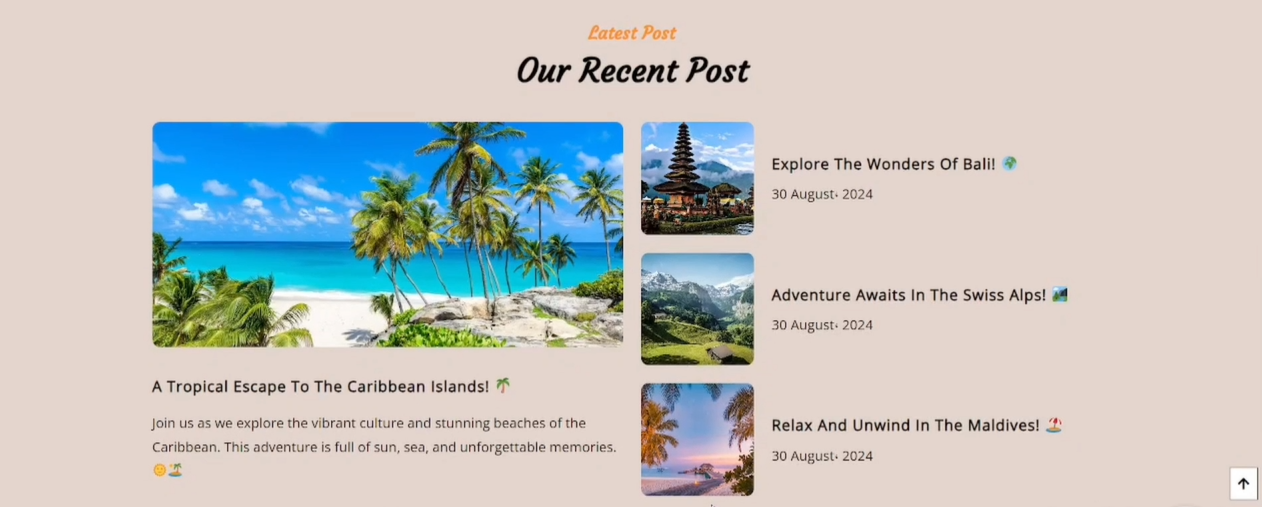 Latest Post
Our Recent Post
A Tropical Escape To The Caribbean Islands! 🌴
Join us as we explore the vibrant culture and stunning beaches of the
Caribbean. This adventure is full of sun, sea, and unforgettable memories.
🌞🏝️
Explore The Wonders Of Bali! 🌍
30 August, 2024
Adventure Awaits In The Swiss Alps! 🏞️
30 August, 2024
Relax And Unwind In The Maldives! 🏖️
30 August, 2024